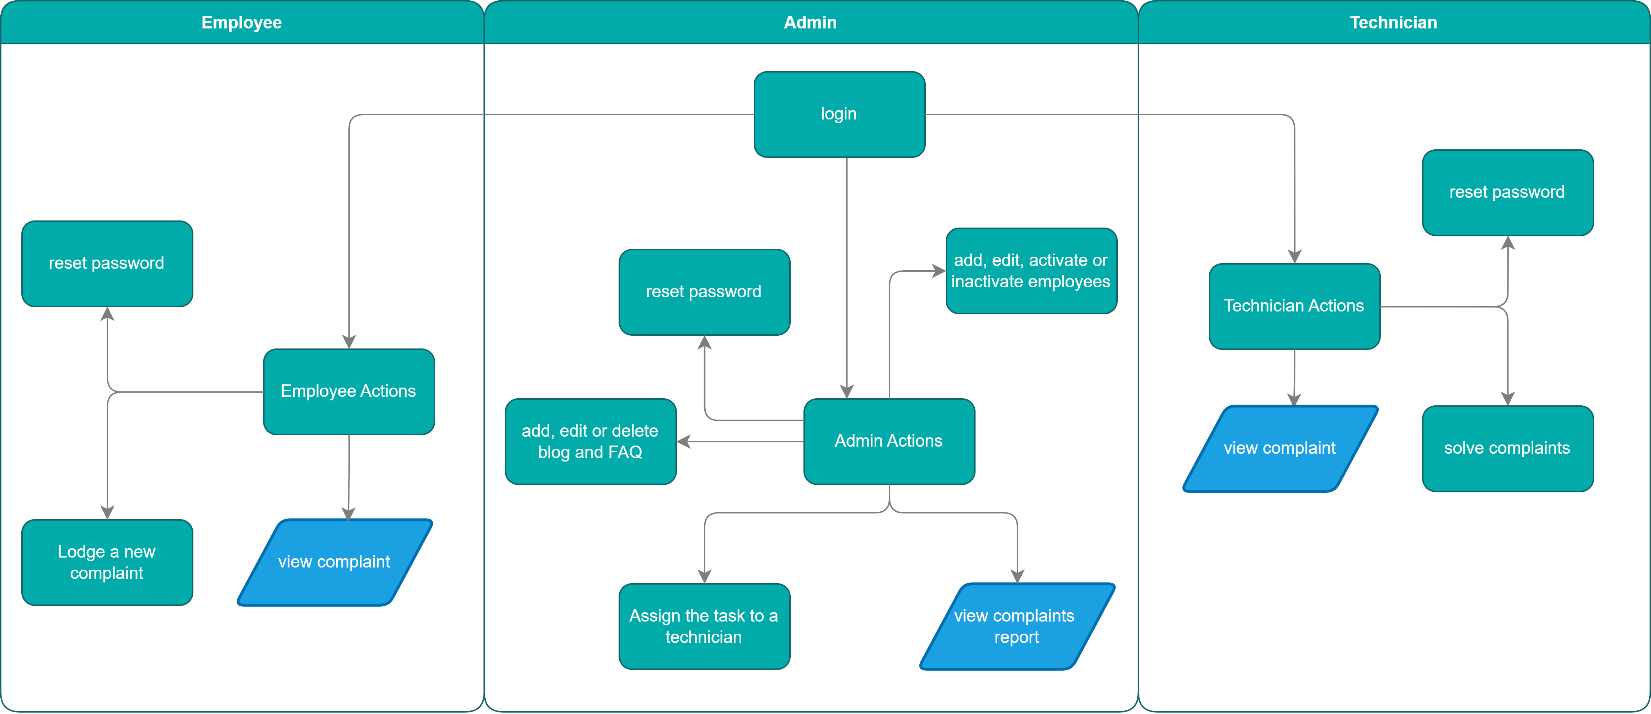 Employee
Admin
Technician
login
reset password
reset password
add, edit, activate or
inactivate employees
reset password
Technician Actions
Employee Actions
add, edit or delete
blog and FAQ
Admin Actions
view complaint
solve complaints
Lodge a new
complaint
view complaint
Assign the task to a
technician
view complaints
report